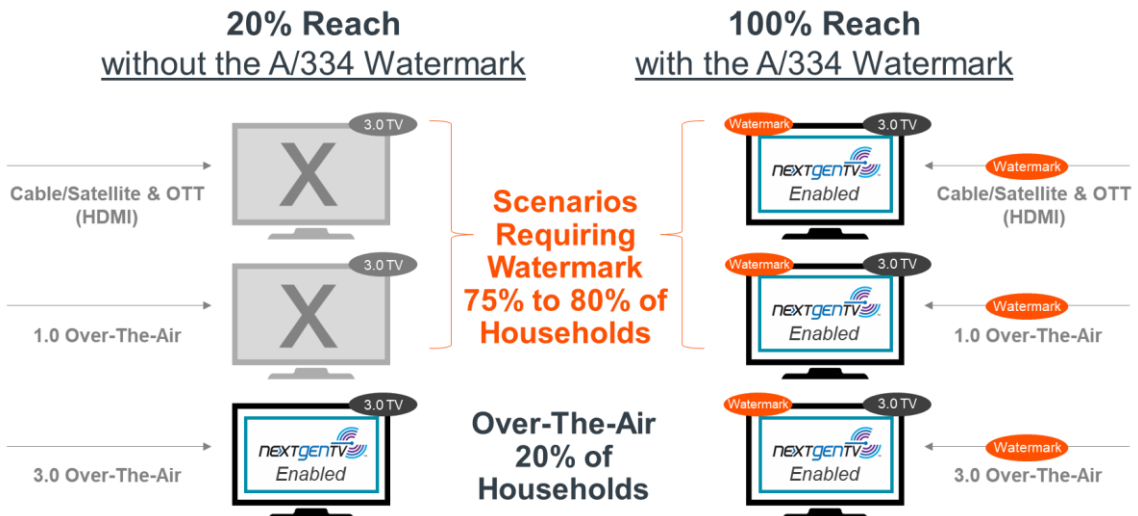 20% Reach
without the A/334 Watermark
100% Reach
with the A/334 Watermark
3.0 TV
X
Cable/Satellite & OTT
(HDMI)
3.0 TV
X
1.0 Over-The-Air
3.0 TV
NEXTGENTV
Enabled
3.0 Over-The-Air
Scenarios
Requiring
Watermark
75% to 80% of
Households
Over-The-Air
20% of
Households
Watermark
3.0 TV
NEXTGENTV
Enabled
Watermark
Cable/Satellite & OTT
(HDMI)
Watermark
3.0 TV
NEXTGENTV
Enabled
Watermark
1.0 Over-The-Air
Watermark
3.0 TV
NEXTGENTV
Enabled
Watermark
3.0 Over-The-Air